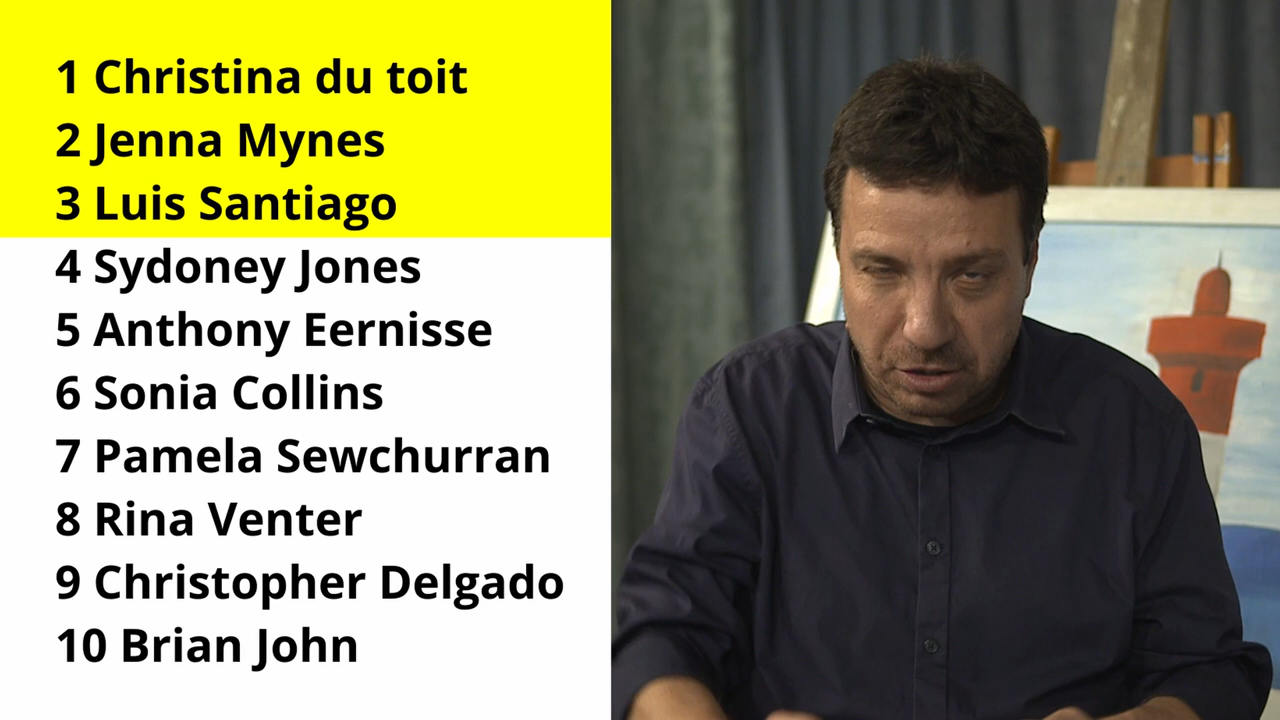 1 Christina du toit
2 Jenna Mynes
3 Luis Santiago
4 Sydoney Jones
5 Anthony Eernisse
6 Sonia Collins
7 Pamela Sewchurran
8 Rina Venter
9 Christopher Delgado
10 Brian John